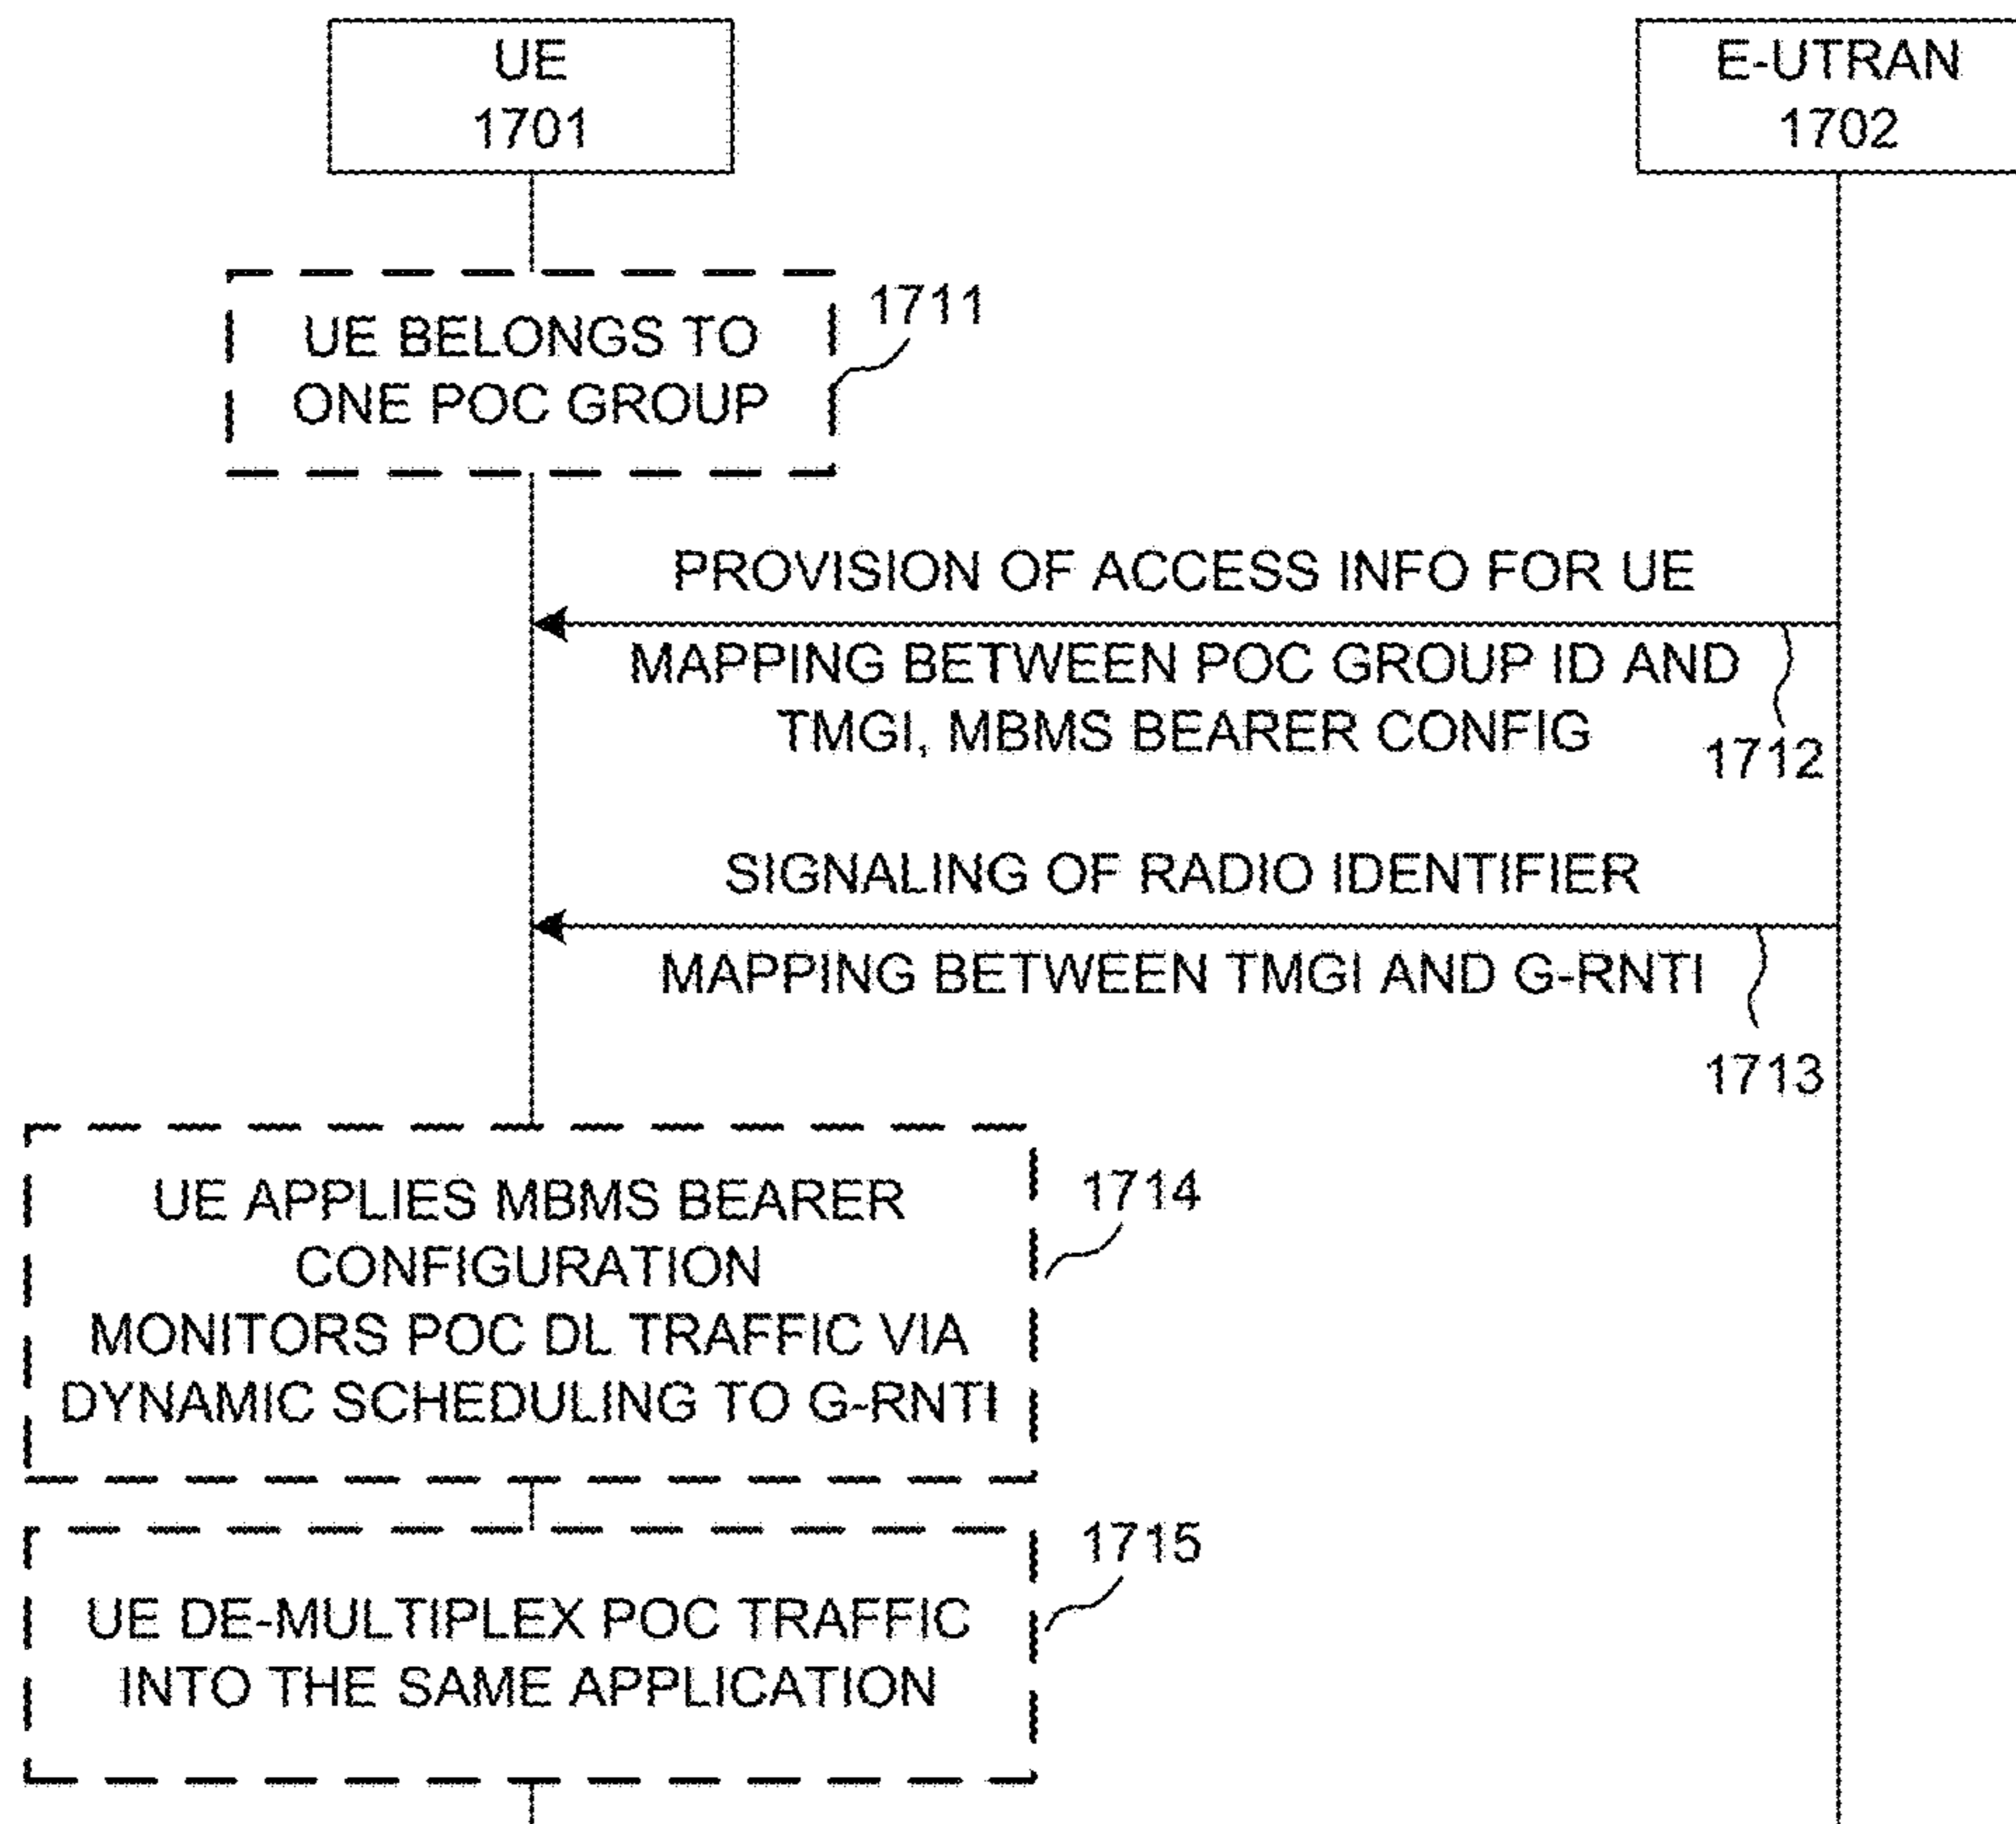 UE
1701
E-UTRAN
1702
UE BELONGS TO
ONE POC GROUP
1711
PROVISION OF ACCESS INFO FOR UE
MAPPING BETWEEN POC GROUP ID AND
TMGI, MBMS BEARER CONFIG
1712
SIGNALING OF RADIO IDENTIFIER
MAPPING BETWEEN TMGI AND G-RNTI
1713
UE APPLIES MBMS BEARER
CONFIGURATION
MONITORS POC DL TRAFFIC VIA
DYNAMIC SCHEDULING TO G-RNTI
1714
UE DE-MULTIPLEX POC TRAFFIC
INTO THE SAME APPLICATION
1715